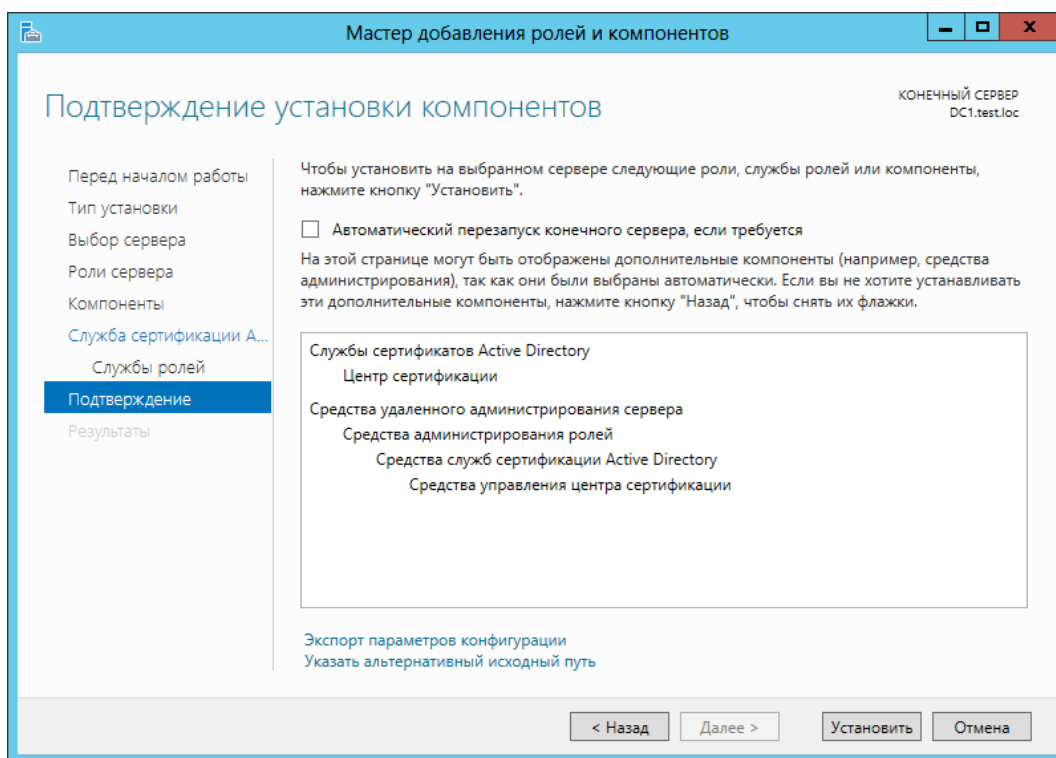 Мастер добавления ролей и компонентов
Подтверждение установки компонентов
КОНЕЧНЫЙ СЕРВЕР
DC1.test.loc
Перед началом работы
Тип установки
Выбор сервера
Роли сервера
Компоненты
Служба сертификации A...
Службы ролей
Подтверждение
Результаты
Чтобы установить на выбранном сервере следующие роли, службы ролей или компоненты,
нажмите кнопку "Установить".
Автоматический перезапуск конечного сервера, если требуется
На этой странице могут быть отображены дополнительные компоненты (например, средства
администрирования), так как они были выбраны автоматически. Если вы не хотите устанавливать
эти дополнительные компоненты, нажмите кнопку "Назад", чтобы снять их флажки.
Службы сертификатов Active Directory
Центр сертификации
Средства удаленного администрирования сервера
Средства администрирования ролей
Средства служб сертификации Active Directory
Средства управления центра сертификации
Экспорт параметров конфигурации
Указать альтернативный исходный путь
< Назад
Далее >
Установить
Отмена